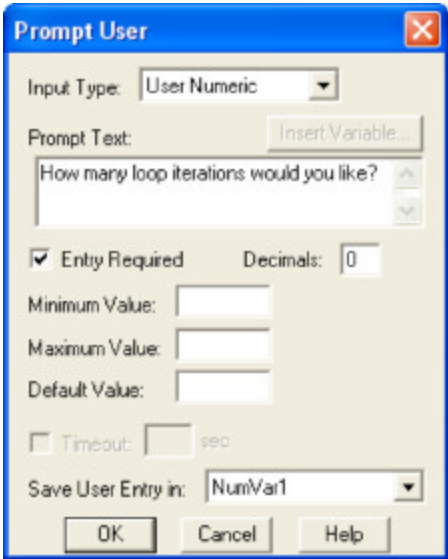 Prompt User
Input Type: User Numeric
Prompt Text: Insert Variable...
How many loop iterations would you like?
Entry Required Decimals: 0
Minimum Value:
Maximum Value:
Default Value:
Timeout: sec
Save User Entry in: NumVar1
OK Cancel Help